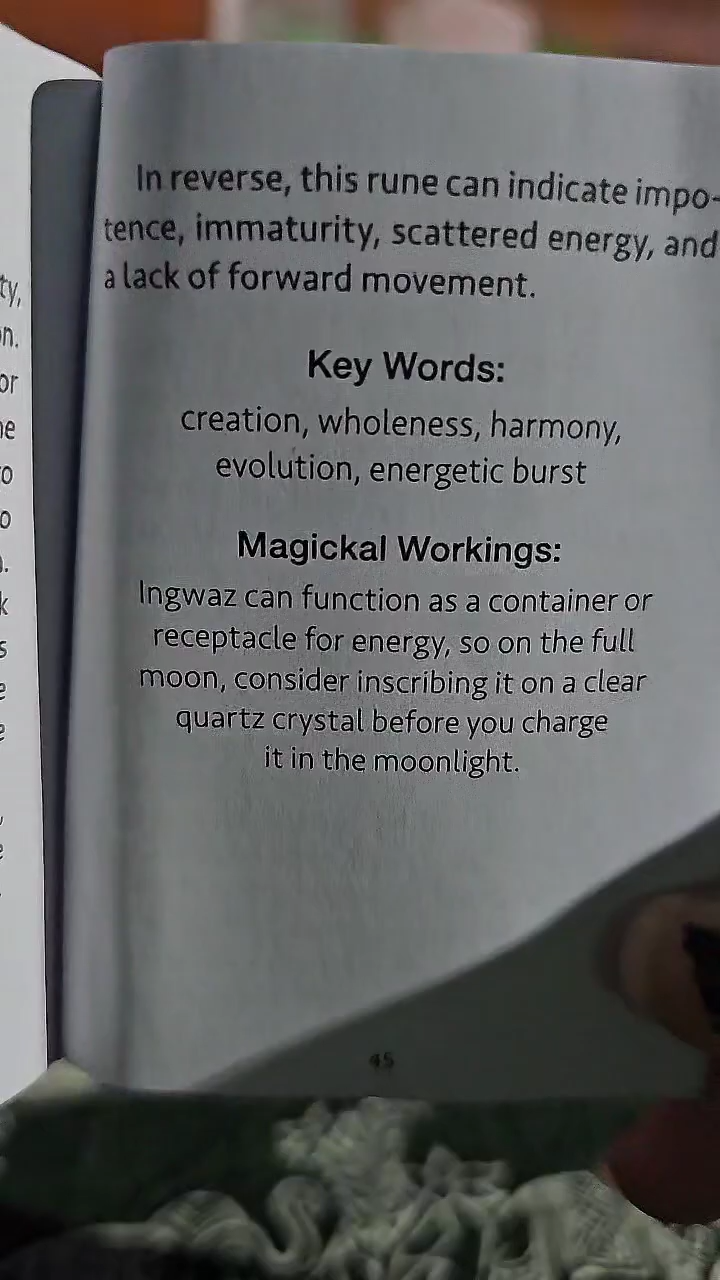 In reverse, this rune can indicate impo-
tence, immaturity, scattered energy, and
a lack of forward movement.
Key Words:
creation, wholeness, harmony,
evolution, energetic burst
Magickal Workings:
Ingwaz can function as a container or
receptacle for energy, so on the full
moon, consider inscribing it on a clear
quartz crystal before you charge
it in the moonlight.
45